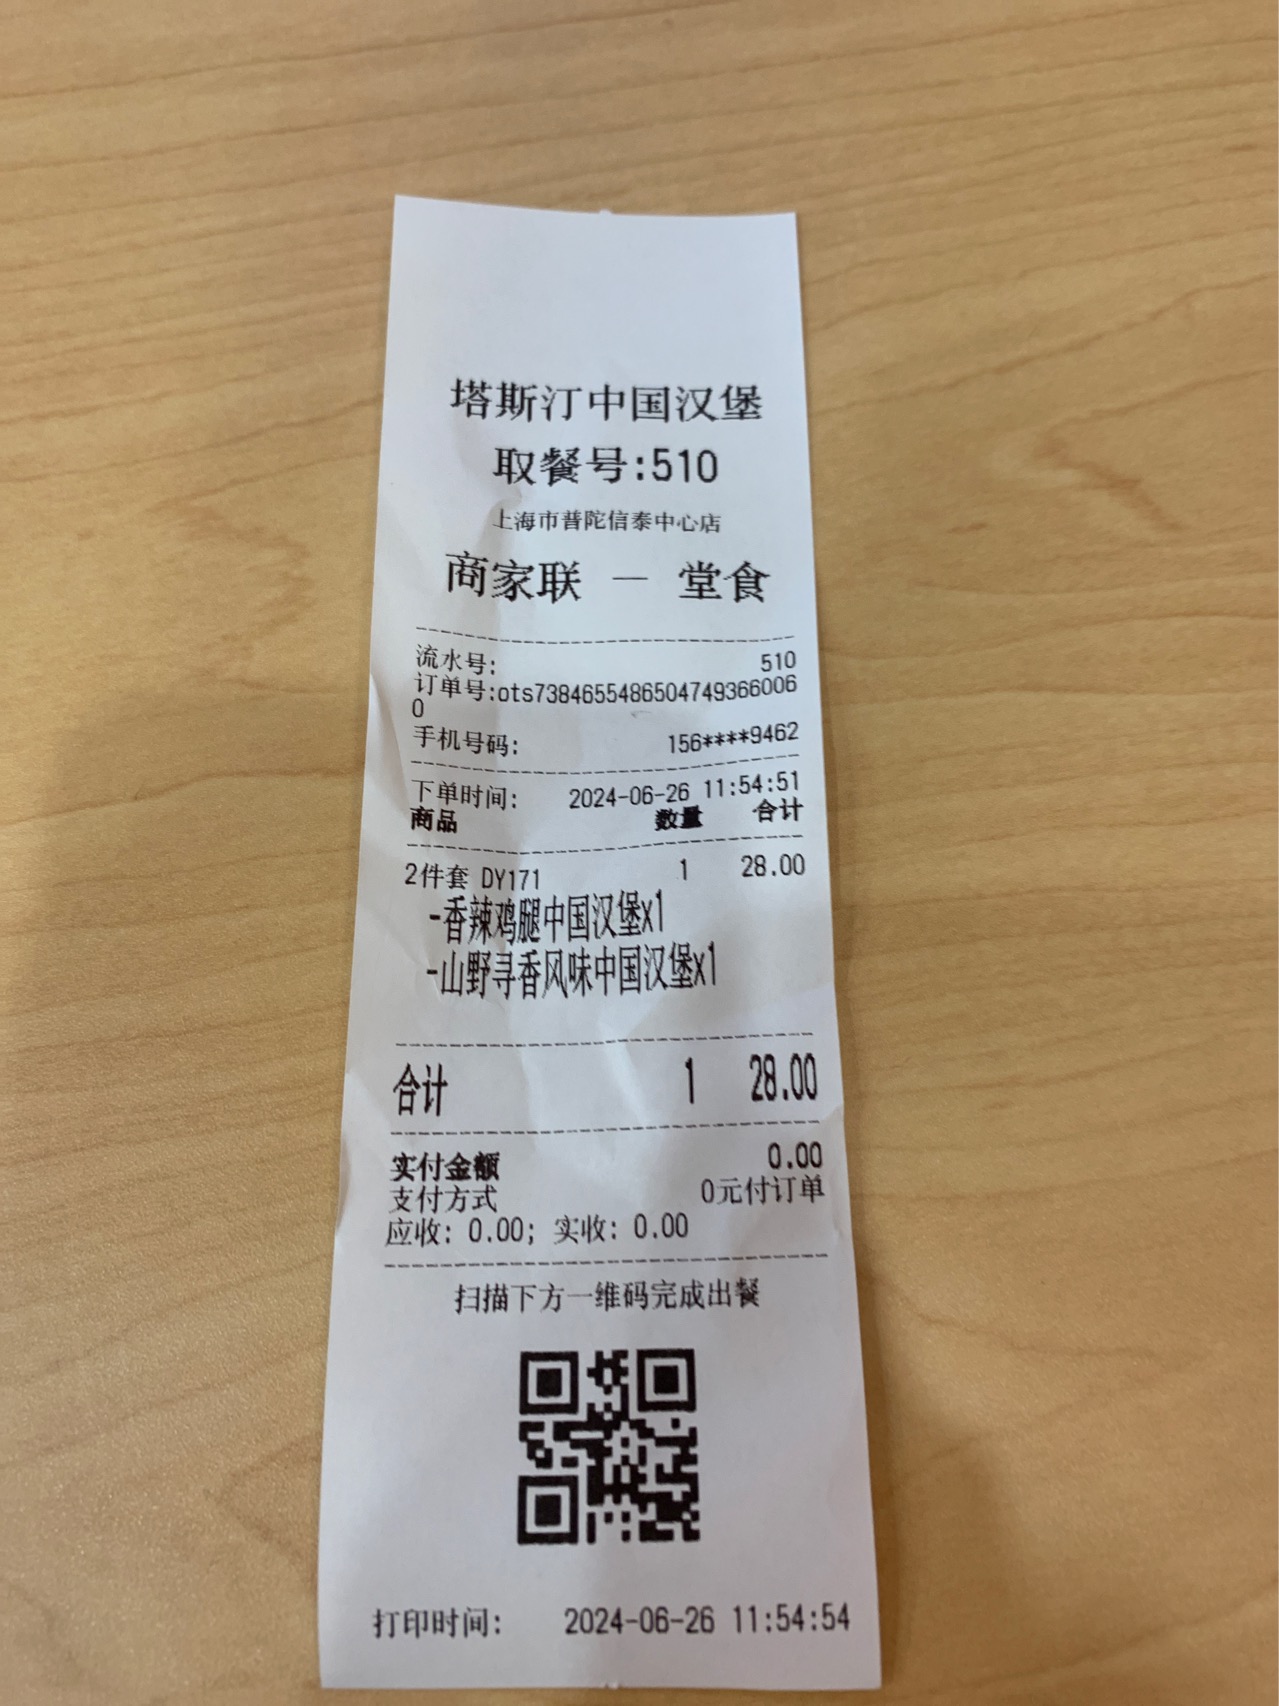 塔斯汀中国汉堡
取餐号:510
上海市普陀信泰中心店
商家联 — 堂食
流水号: 510
订单号:ots7384655486504749366006
0
手机号码: 156****9462
下单时间: 2024-06-26 11:54:51
商品 数量 合计
2件套 DY171 1 28.00
-香辣鸡腿中国汉堡x1
-山野寻香风味中国汉堡x1
合计 1 28.00
实付金额 0.00
支付方式 0元付订单
应收: 0.00; 实收: 0.00
扫描下方一维码完成出餐
打印时间: 2024-06-26 11:54:54